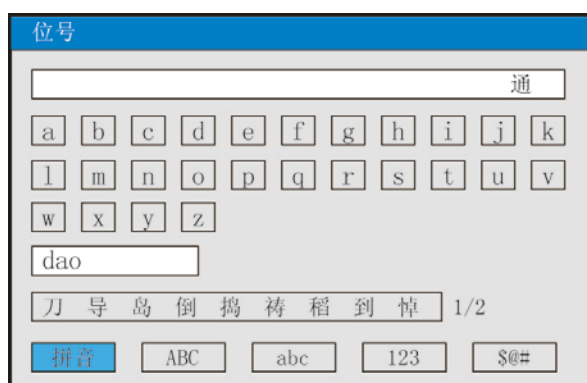 位号
通
a b c d e f g h i j k
l m n o p q r s t u v
w x y z
dao
刀 导 岛 倒 捣 祷 稻 到 悼 1/2
拼音 ABC abc 123 $@#